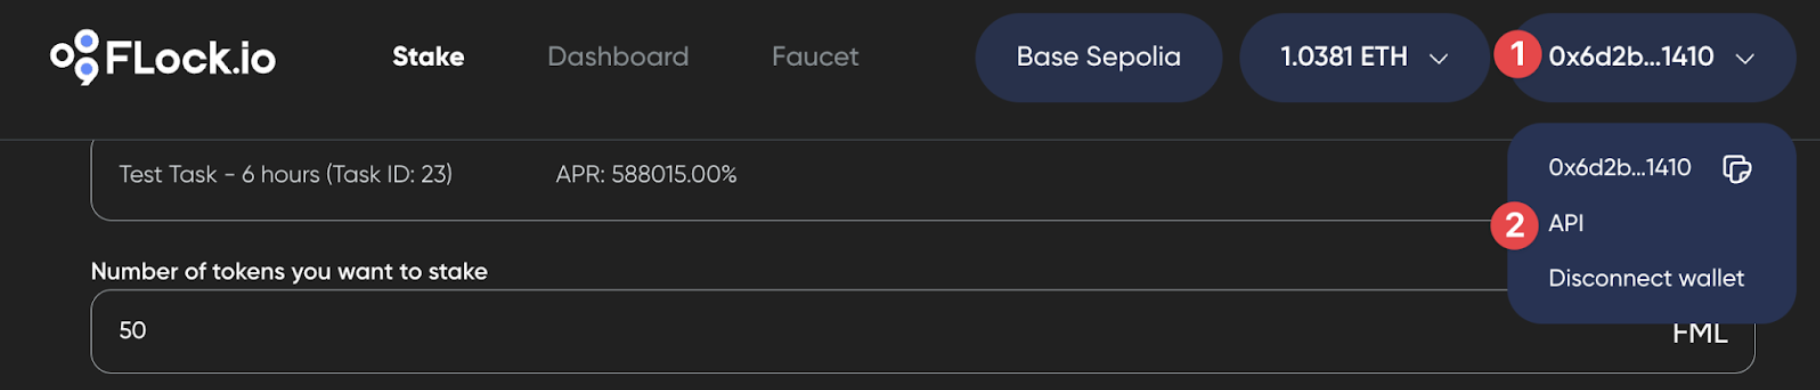 FLock.io Stake Dashboard Faucet Base Sepolia 1.0381 ETH 1 0x6d2b...1410
Test Task - 6 hours (Task ID: 23) APR: 588015.00% 0x6d2b...1410
2 API
Number of tokens you want to stake Disconnect wallet
50 FML